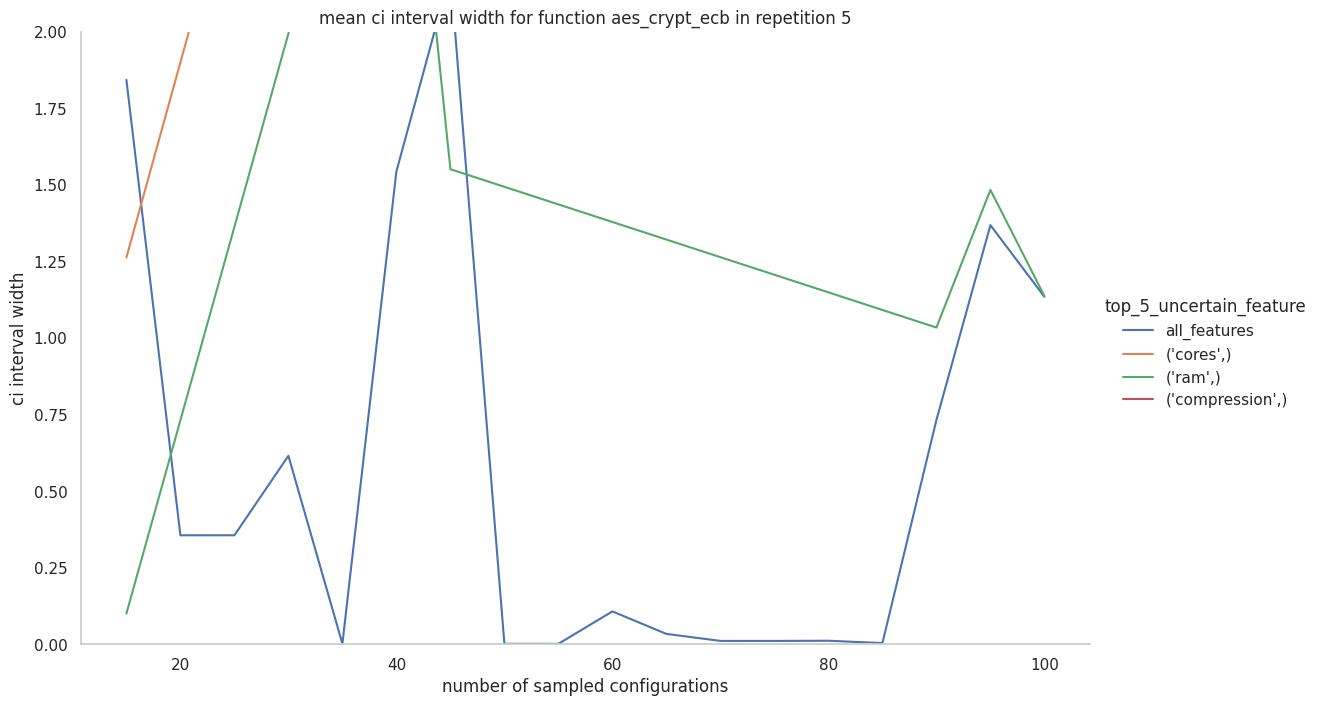 mean ci interval width for function aes_crypt_ecb in repetition 5
2.00
1.75
1.50
1.25
1.00
0.75
0.50
0.25
0.00
ci interval width
20
40
60
80
100
number of sampled configurations
top_5_uncertain_feature
all_features
('cores',)
('ram',)
('compression',)